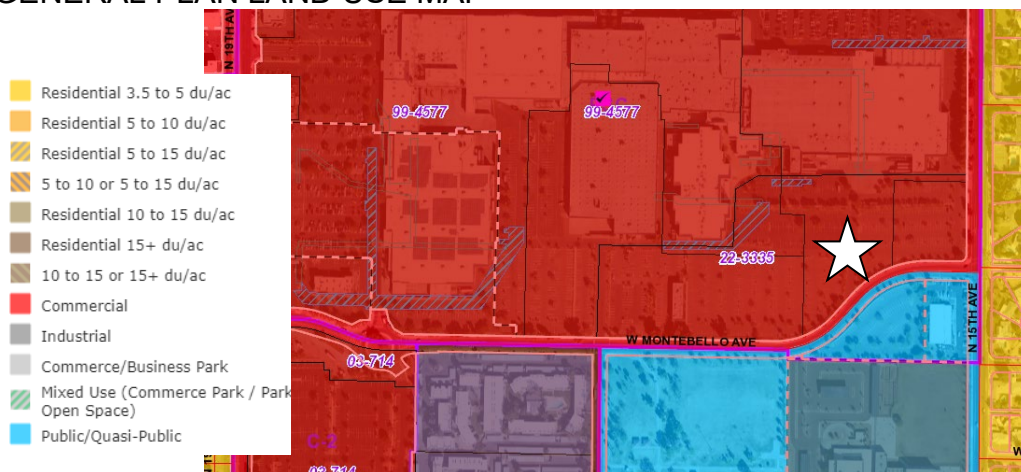 GENERAL PLAN LAND USE MAP
N 19TH AV
Residential 3.5 to 5 du/ac
Residential 5 to 10 du/ac
Residential 5 to 15 du/ac
5 to 10 or 5 to 15 du/ac
Residential 10 to 15 du/ac
Residential 15+ du/ac
10 to 15 or 15+ du/ac
Commercial
Industrial
Commerce/Business Park
Mixed Use (Commerce Park / Park
Open Space)
Public/Quasi-Public
99-4577
99-4577
22-3335
W MONTEBELLO AVE
N 15TH AVE
03-714
C-2
03-714
W